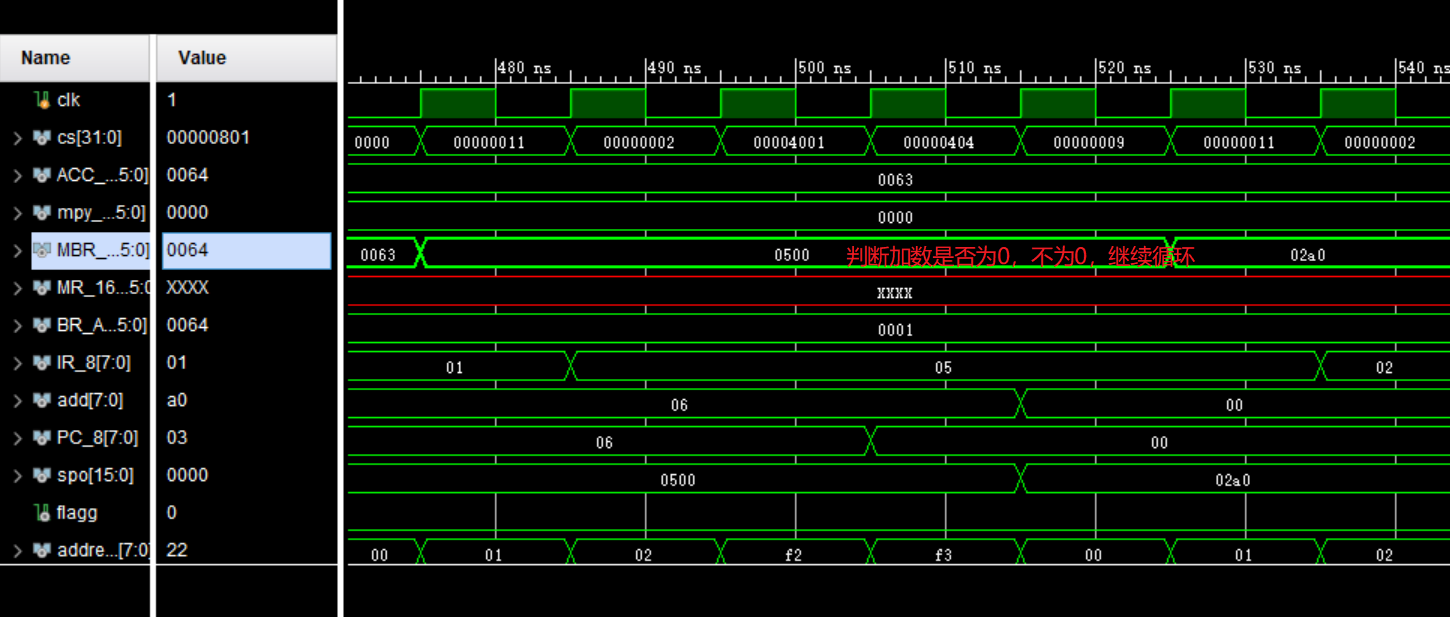 Name Value
480 ns 490 ns 500 ns 510 ns 520 ns 530 ns 540 ns
clk 1
cs[31:0] 00000801 0000 00000011 00000002 00004001 00000404 00000009 00000011 00000002
ACC_...5:0] 0064 0063
mpy_...5:0] 0000 0000
MBR_...5:0] 0064 0063 0500 判断加数是否为0，不为0，继续循环 02a0
MR_16...5:0 XXXX XXXX
BR_A...5:0] 0064 0001
IR_8[7:0] 01 01 05 02
add[7:0] a0 06 00
PC_8[7:0] 03 06 00
spo[15:0] 0000 0500 02a0
flagg 0
addre...[7:0] 22 00 01 02 f2 f3 00 01 02